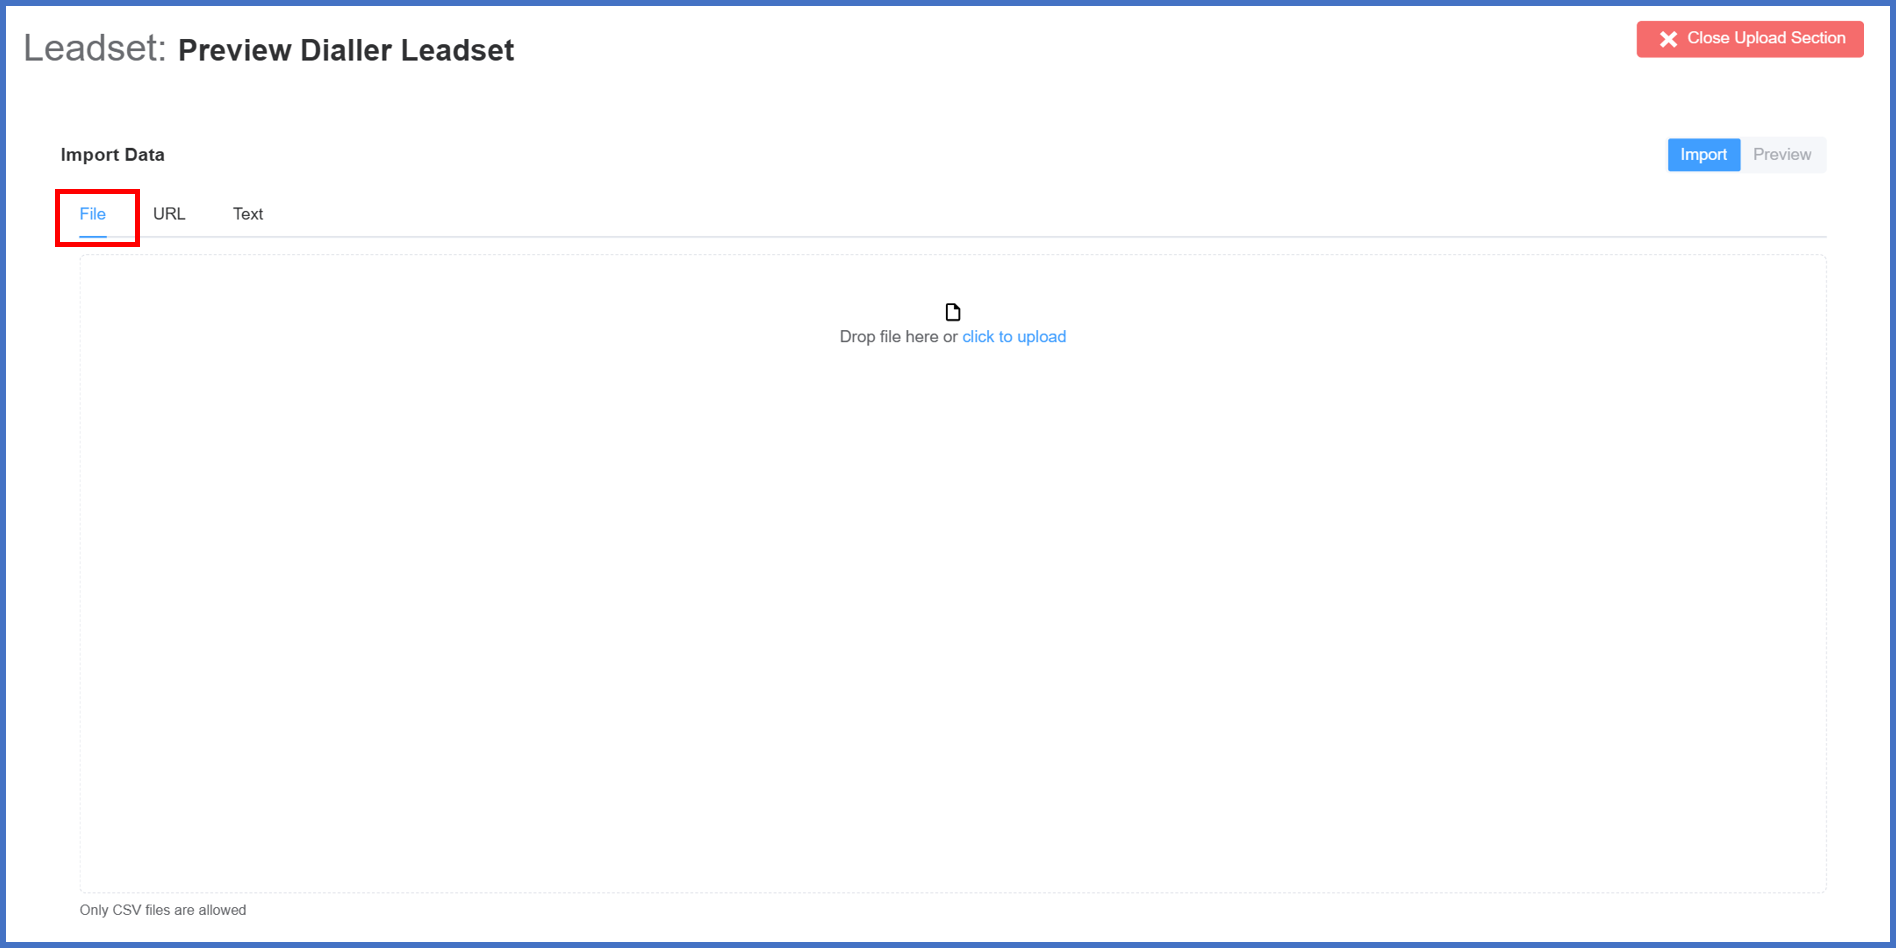 Leadset: Preview Dialler Leadset
Close Upload Section
Import Data
Import Preview
File URL Text
Drop file here or click to upload
Only CSV files are allowed